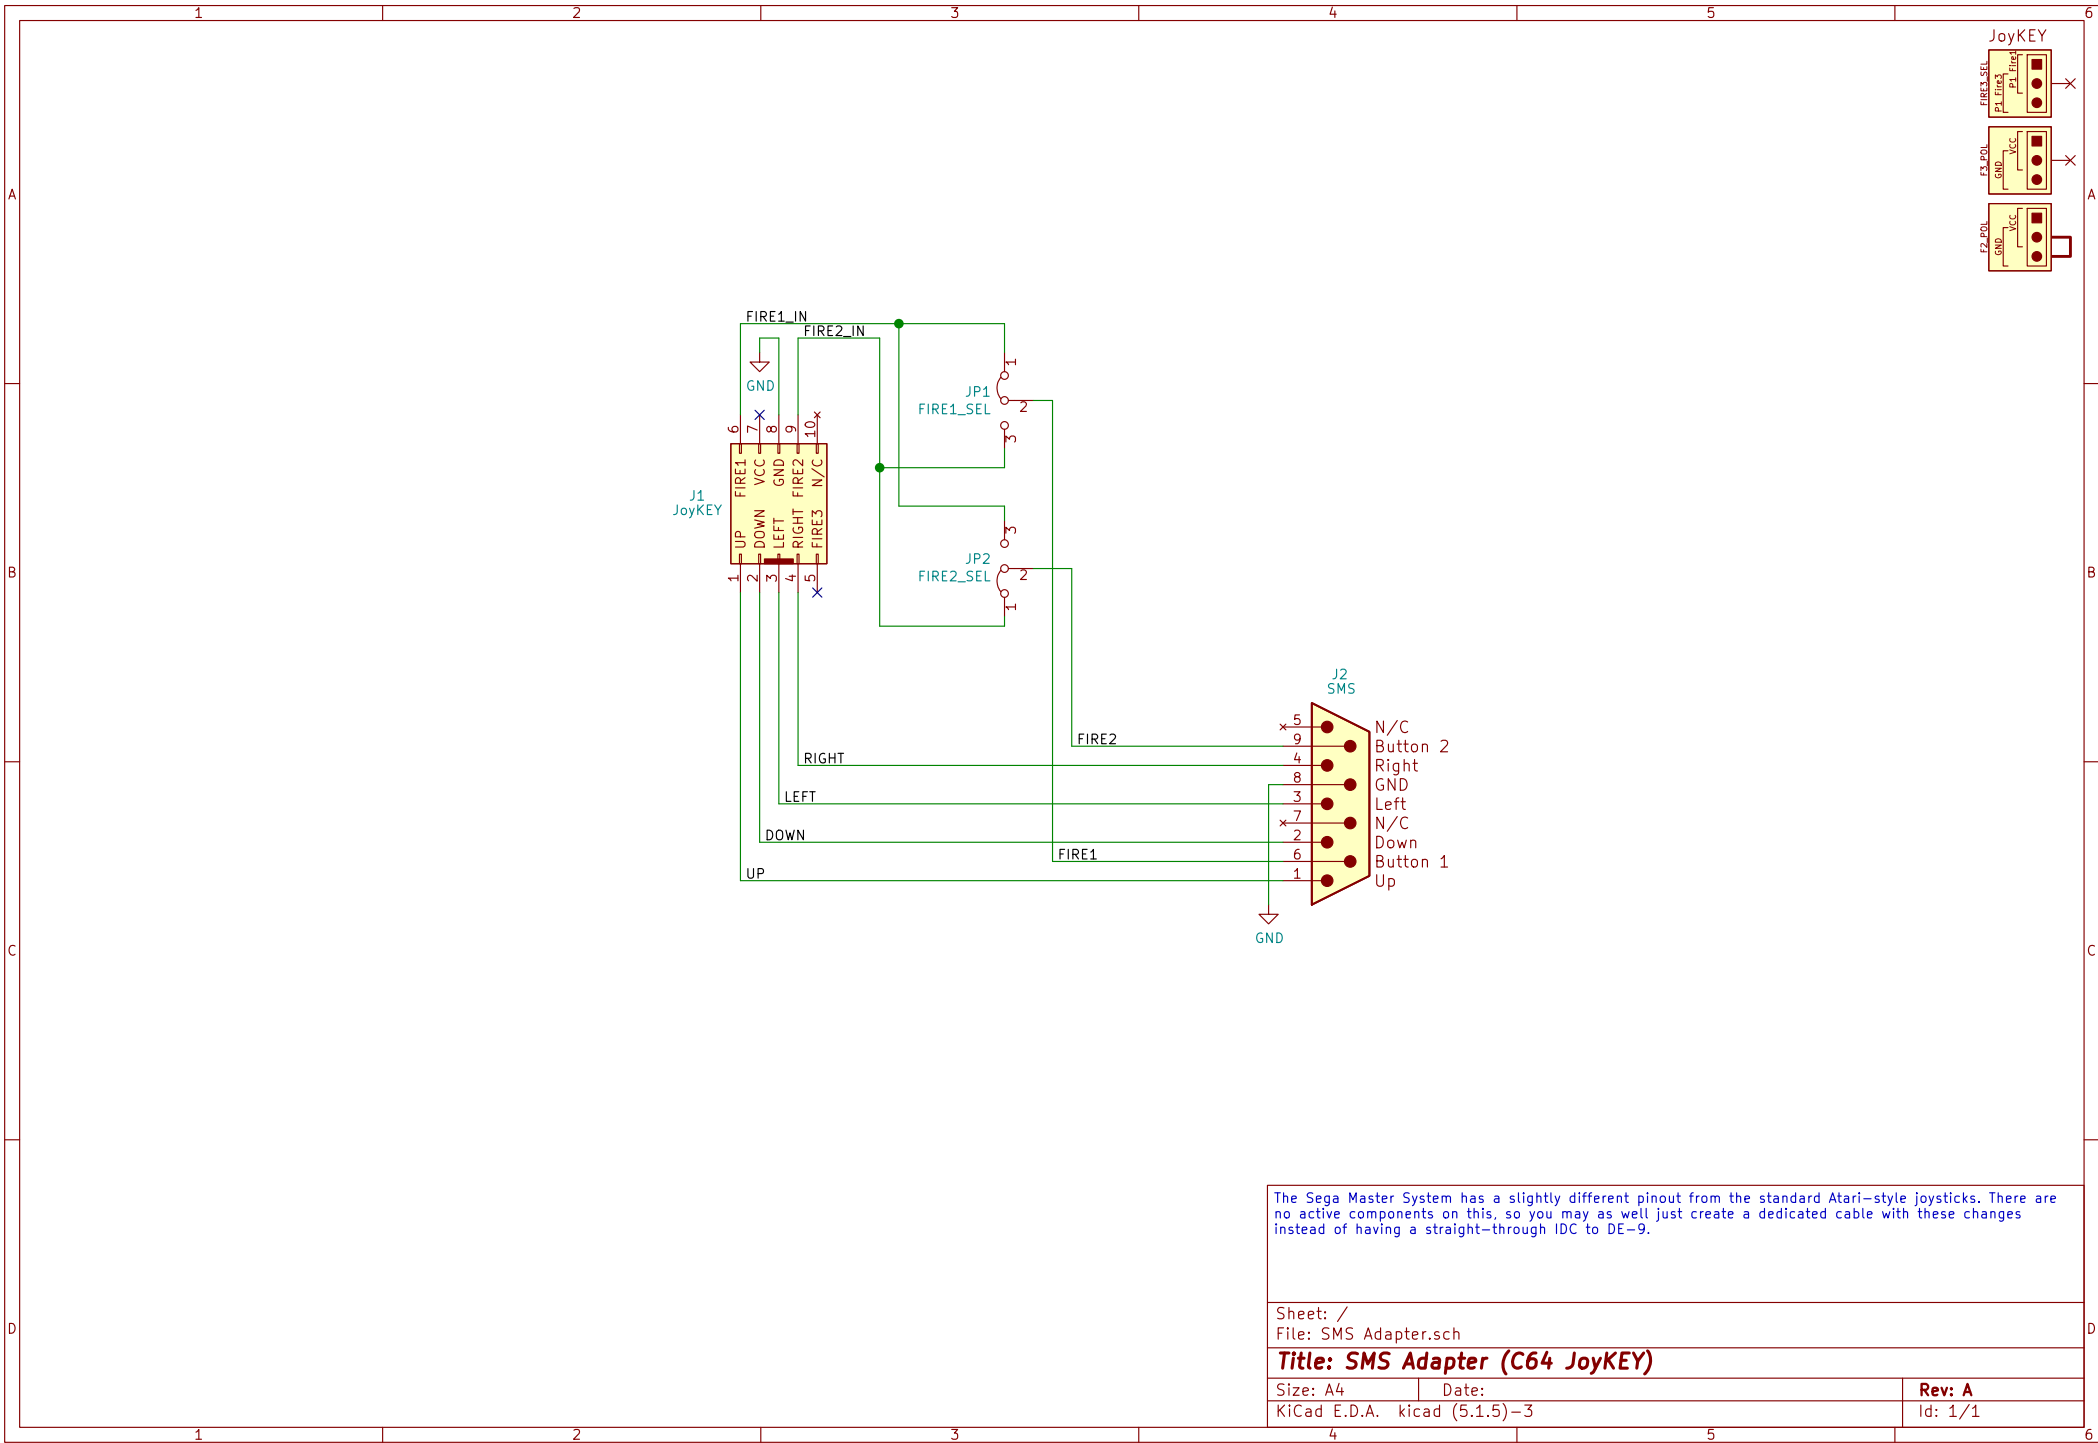 1 2 3 4 5 6
JoyKEY
FIRE3_SEL
P1 Fire3
P1 Fire1
F3_POL
GND
VCC
F2_POL
GND
VCC
A A
FIRE1_IN
FIRE2_IN
GND
JP1
FIRE1_SEL
1
2
3
6 7 8 9 10
FIRE1 VCC GND FIRE2 N/C
J1
JoyKEY
UP DOWN LEFT RIGHT FIRE3
1 2 3 4 5
JP2
FIRE2_SEL
3
2
1
B B
J2
SMS
5 N/C
FIRE2 9 Button 2
RIGHT 4 Right
8 GND
LEFT 3 Left
7 N/C
DOWN 2 Down
FIRE1 6 Button 1
UP 1 Up
GND
C C
The Sega Master System has a slightly different pinout from the standard Atari-style joysticks. There are
no active components on this, so you may as well just create a dedicated cable with these changes
instead of having a straight-through IDC to DE-9.
Sheet: /
File: SMS Adapter.sch
D D
Title: SMS Adapter (C64 JoyKEY)
Size: A4 Date: Rev: A
KiCad E.D.A. kicad (5.1.5)-3 Id: 1/1
1 2 3 4 5 6